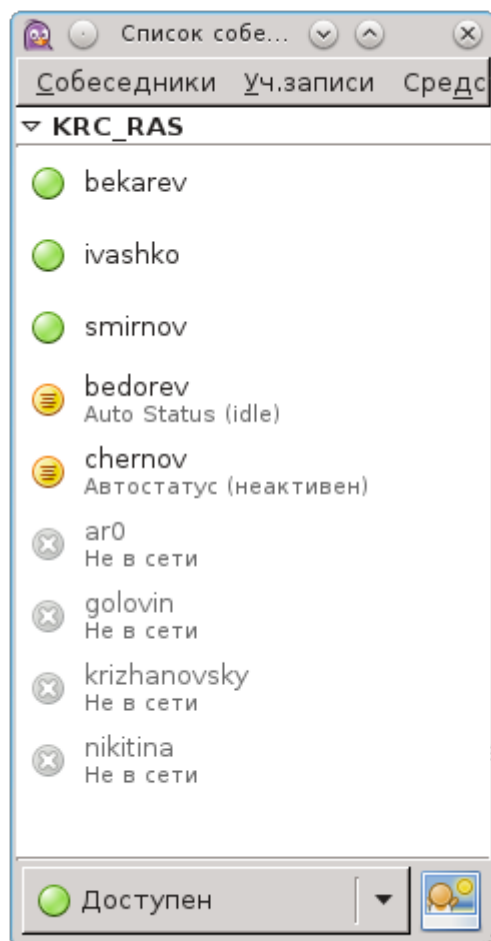 Список собе...
Собеседники Уч.записи Средс
KRC_RAS
bekarev
ivashko
smirnov
bedorev
Auto Status (idle)
chernov
Автостатус (неактивен)
ar0
Не в сети
golovin
Не в сети
krizhanovsky
Не в сети
nikitina
Не в сети
Доступен